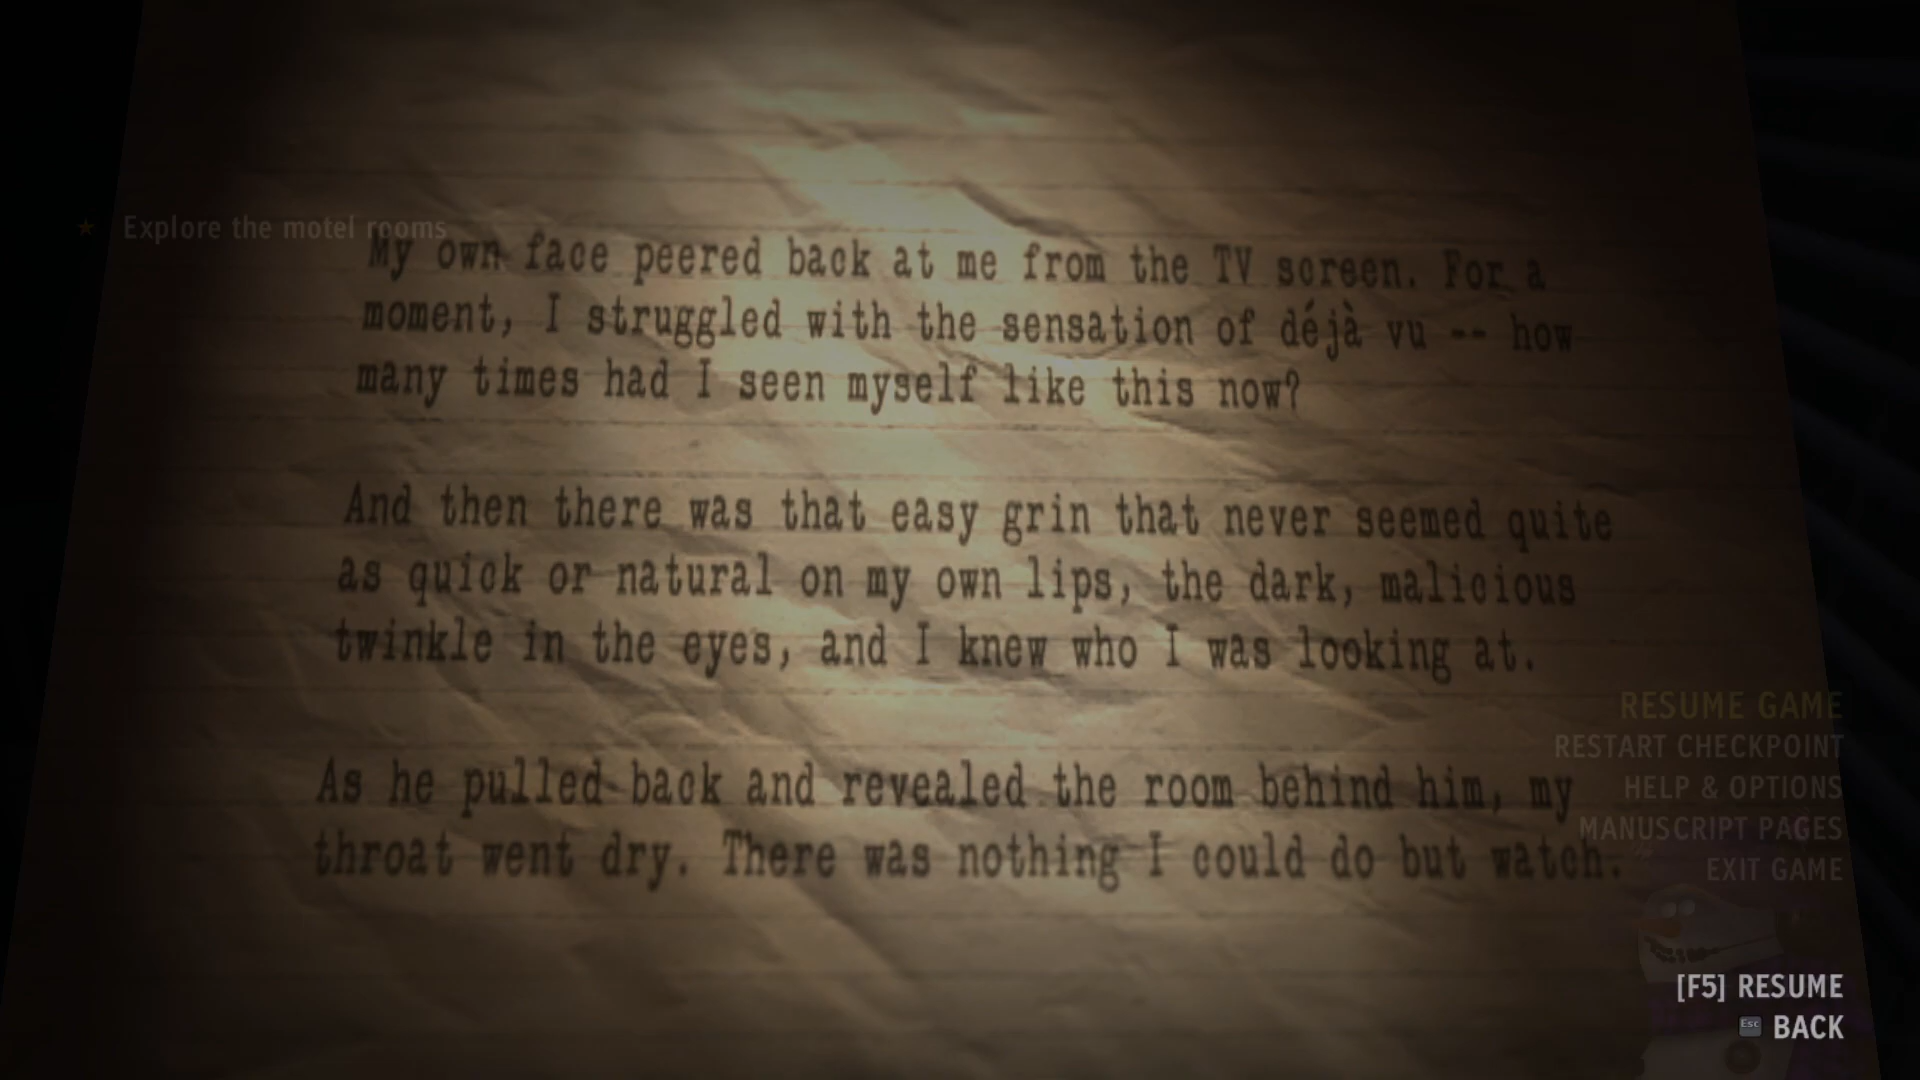 ★ Explore the motel rooms
My own face peered back at me from the TV screen. For a
moment, I struggled with the sensation of déjà vu -- how
many times had I seen myself like this now?
And then there was that easy grin that never seemed quite
as quick or natural on my own lips, the dark, malicious
twinkle in the eyes, and I knew who I was looking at.
As he pulled back and revealed the room behind him, my
throat went dry. There was nothing I could do but watch.
RESUME GAME
RESTART CHECKPOINT
HELP & OPTIONS
MANUSCRIPT PAGES
EXIT GAME
[F5] RESUME
Esc BACK